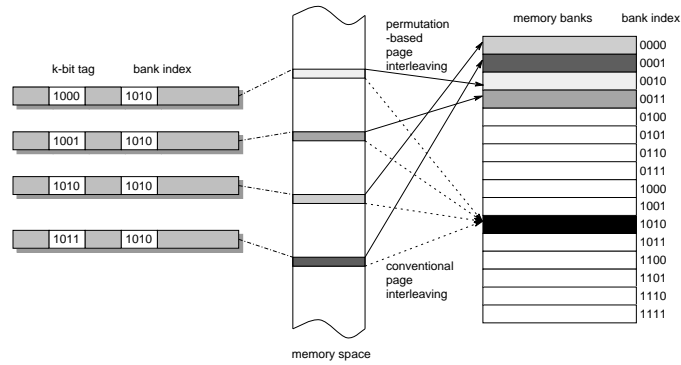 permutation
-based
page
interleaving
memory banks
bank index
k-bit tag
bank index
1000
1010
1001
1010
1010
1010
1011
1010
0000
0001
0010
0011
0100
0101
0110
0111
1000
1001
1010
1011
1100
1101
1110
1111
conventional
page
interleaving
memory space